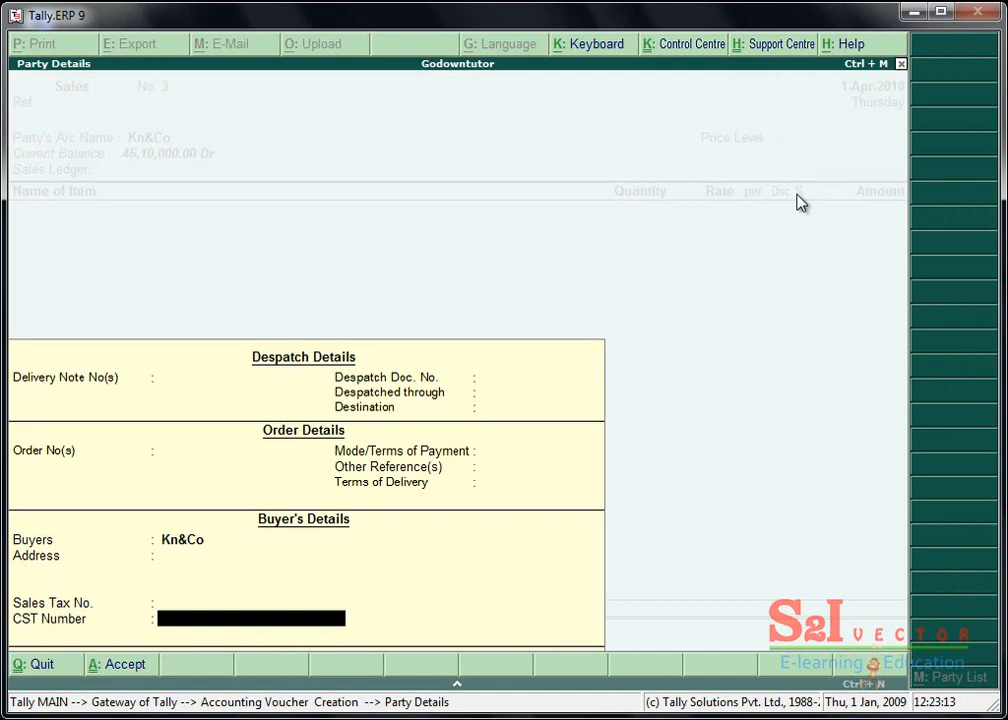 Tally.ERP 9
P: Print E: Export M: E-Mail O: Upload G: Language K: Keyboard K: Control Centre H: Support Centre H: Help
Party Details Godowntutor Ctrl + M
Sales No. 3 1-Apr-2010
Ref. Thursday
Party's A/c Name : Kn&Co Price Level :
Current Balance : 45,10,000.00 Dr
Sales Ledger:
Name of Item Quantity Rate per Disc % Amount
Despatch Details
Delivery Note No(s) : Despatch Doc. No. :
Despatched through :
Destination :
Order Details
Order No(s) : Mode/Terms of Payment :
Other Reference(s) :
Terms of Delivery :
Buyer's Details
Buyers : Kn&Co
Address :
Sales Tax No. :
CST Number :
S2I VECTOR
E-learning Education
Q: Quit A: Accept
M: Party List
Ctrl + N
Tally MAIN --> Gateway of Tally --> Accounting Voucher Creation --> Party Details (c) Tally Solutions Pvt. Ltd., 1988-2 Thu, 1 Jan, 2009 12:23:13